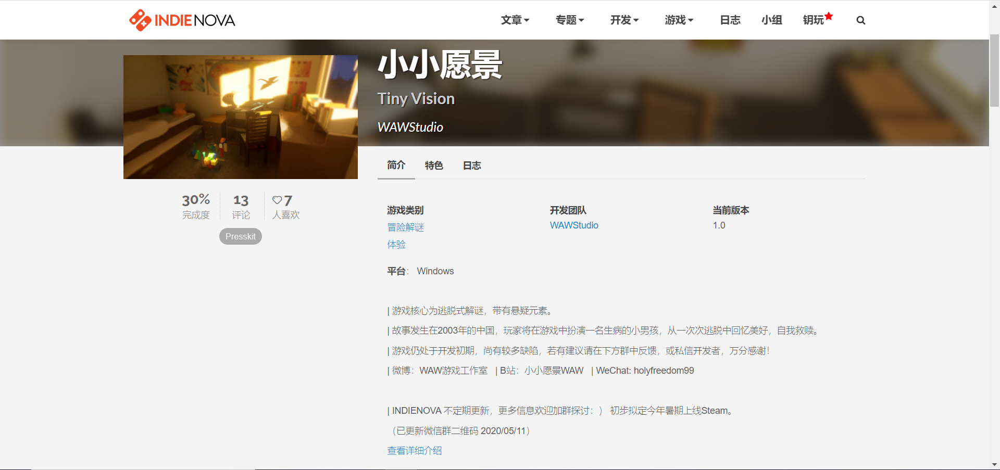 INDIENOVA
文章 专题 开发 游戏 日志 小组 钥玩
小小愿景
Tiny Vision
WAWStudio
简介 特色 日志
30% 13 7
完成度 评论 人喜欢
Presskit
游戏类别 开发团队 当前版本
冒险解谜 WAWStudio 1.0
体验
平台： Windows
| 游戏核心为逃脱式解谜，带有悬疑元素。
| 故事发生在2003年的中国，玩家将在游戏中扮演一名生病的小男孩，从一次次逃脱中回忆美好，自我救赎。
| 游戏仍处于开发初期，尚有较多缺陷，若有建议请在下方群中反馈，或私信开发者，万分感谢！
| 微博：WAW游戏工作室 | B站：小小愿景WAW | WeChat: holyfreedom99
| INDIENOVA 不定期更新，更多信息欢迎加群探讨：） 初步拟定今年暑期上线Steam。
（已更新微信群二维码 2020/05/11）
查看详细介绍